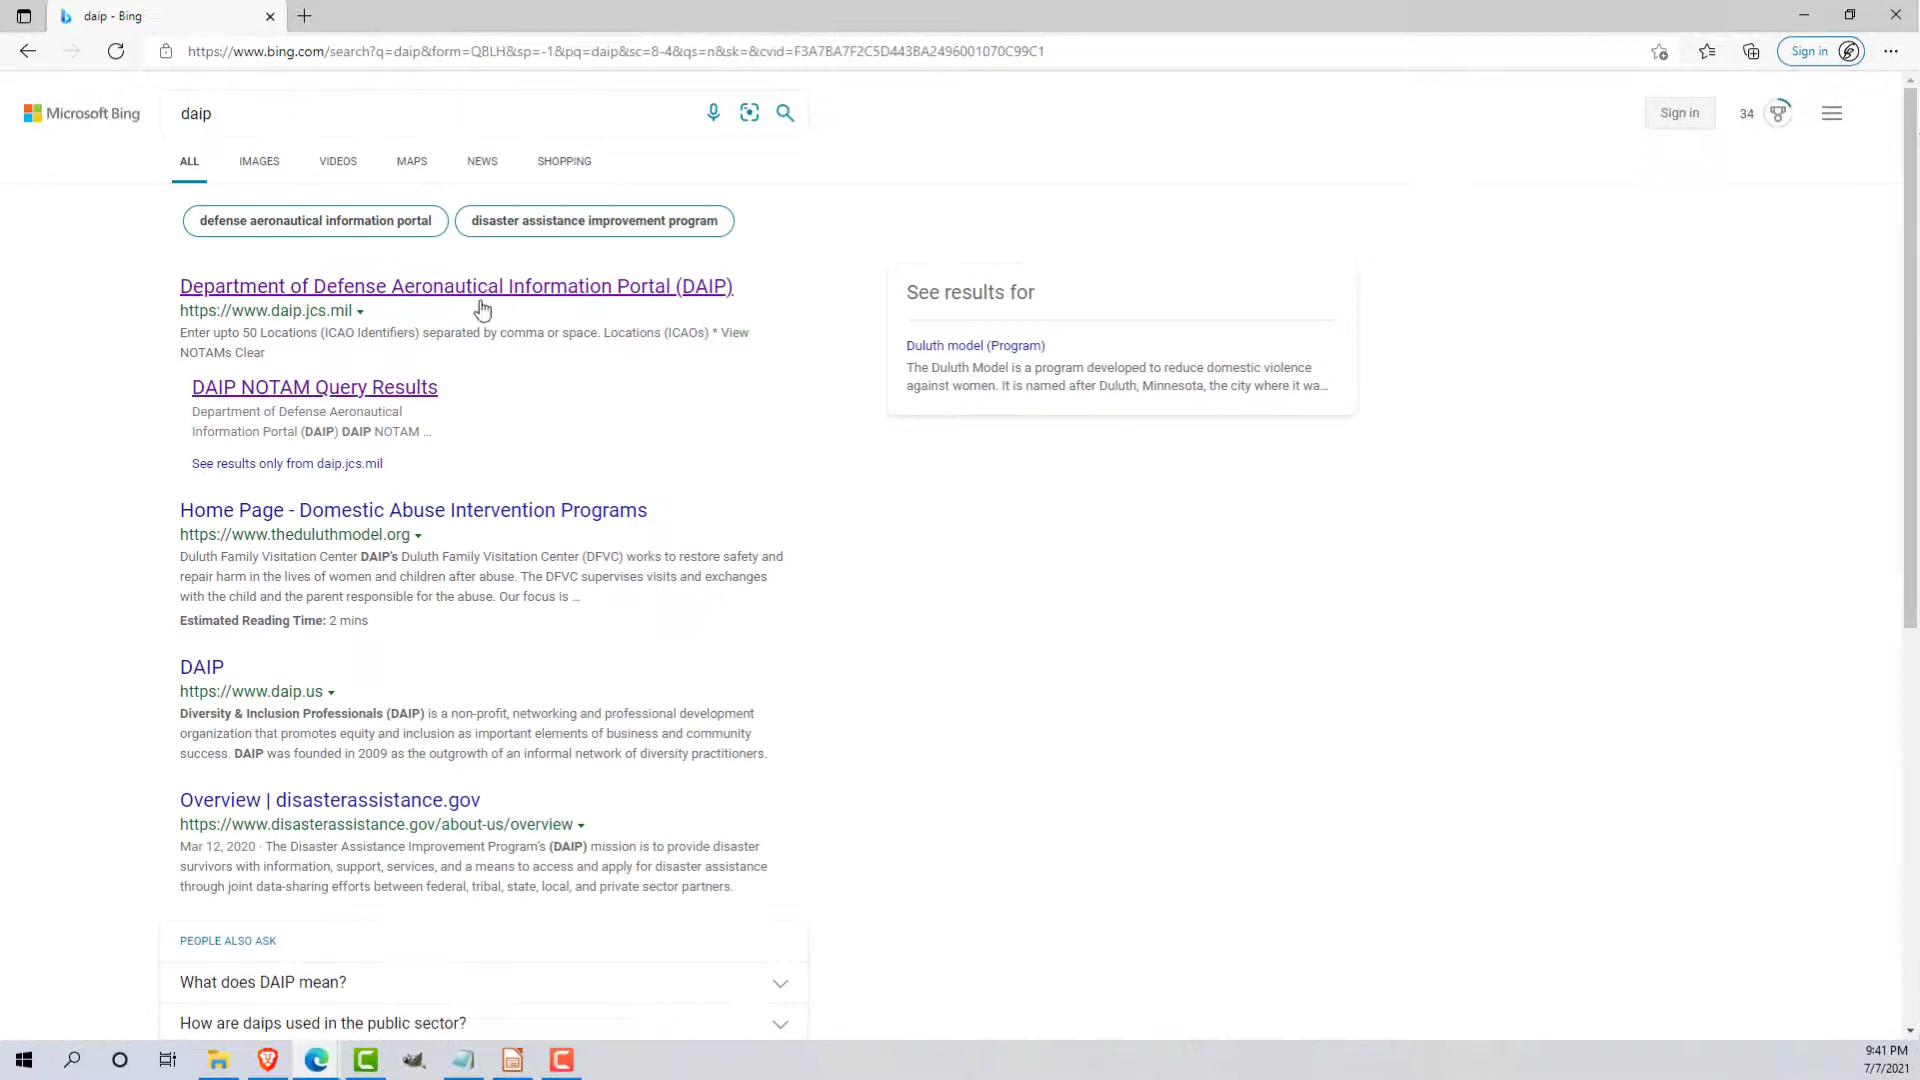 daip - Bing
https://www.bing.com/search?q=daip&form=QBLH&sp=-1&pq=daip&sc=8-4&qs=n&sk=&cvid=F3A7BA7F2C5D443BA2496001070C99C1
Sign in
Microsoft Bing
daip
Sign in
34
ALL
IMAGES
VIDEOS
MAPS
NEWS
SHOPPING
defense aeronautical information portal
disaster assistance improvement program
Department of Defense Aeronautical Information Portal (DAIP)
https://www.daip.jcs.mil
Enter upto 50 Locations (ICAO Identifiers) separated by comma or space. Locations (ICAOs) * View
NOTAMs Clear
DAIP NOTAM Query Results
Department of Defense Aeronautical
Information Portal (DAIP) DAIP NOTAM ...
See results only from daip.jcs.mil
See results for
Duluth model (Program)
The Duluth Model is a program developed to reduce domestic violence
against women. It is named after Duluth, Minnesota, the city where it wa...
Home Page - Domestic Abuse Intervention Programs
https://www.theduluthmodel.org
Duluth Family Visitation Center DAIP's Duluth Family Visitation Center (DFVC) works to restore safety and
repair harm in the lives of women and children after abuse. The DFVC supervises visits and exchanges
with the child and the parent responsible for the abuse. Our focus is ...
Estimated Reading Time: 2 mins
DAIP
https://www.daip.us
Diversity & Inclusion Professionals (DAIP) is a non-profit, networking and professional development
organization that promotes equity and inclusion as important elements of business and community
success. DAIP was founded in 2009 as the outgrowth of an informal network of diversity practitioners.
Overview | disasterassistance.gov
https://www.disasterassistance.gov/about-us/overview
Mar 12, 2020 · The Disaster Assistance Improvement Program's (DAIP) mission is to provide disaster
survivors with information, support, services, and a means to access and apply for disaster assistance
through joint data-sharing efforts between federal, tribal, state, local, and private sector partners.
PEOPLE ALSO ASK
What does DAIP mean?
How are daips used in the public sector?
9:41 PM
7/7/2021